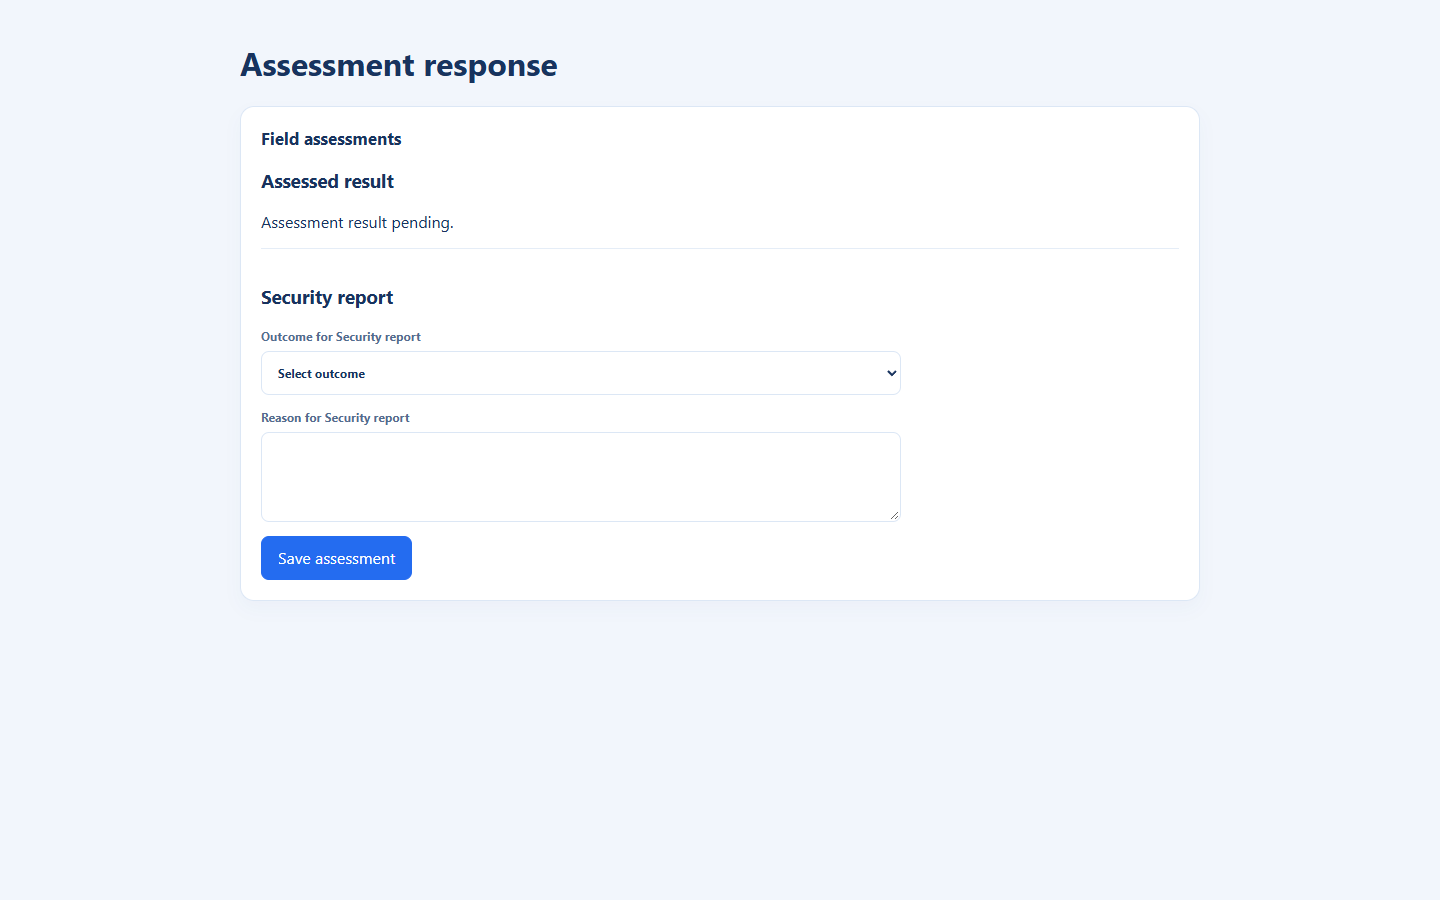 Assessment response
Field assessments
Assessed result
Assessment result pending.
Security report
Outcome for Security report
Select outcome
Reason for Security report
Save assessment